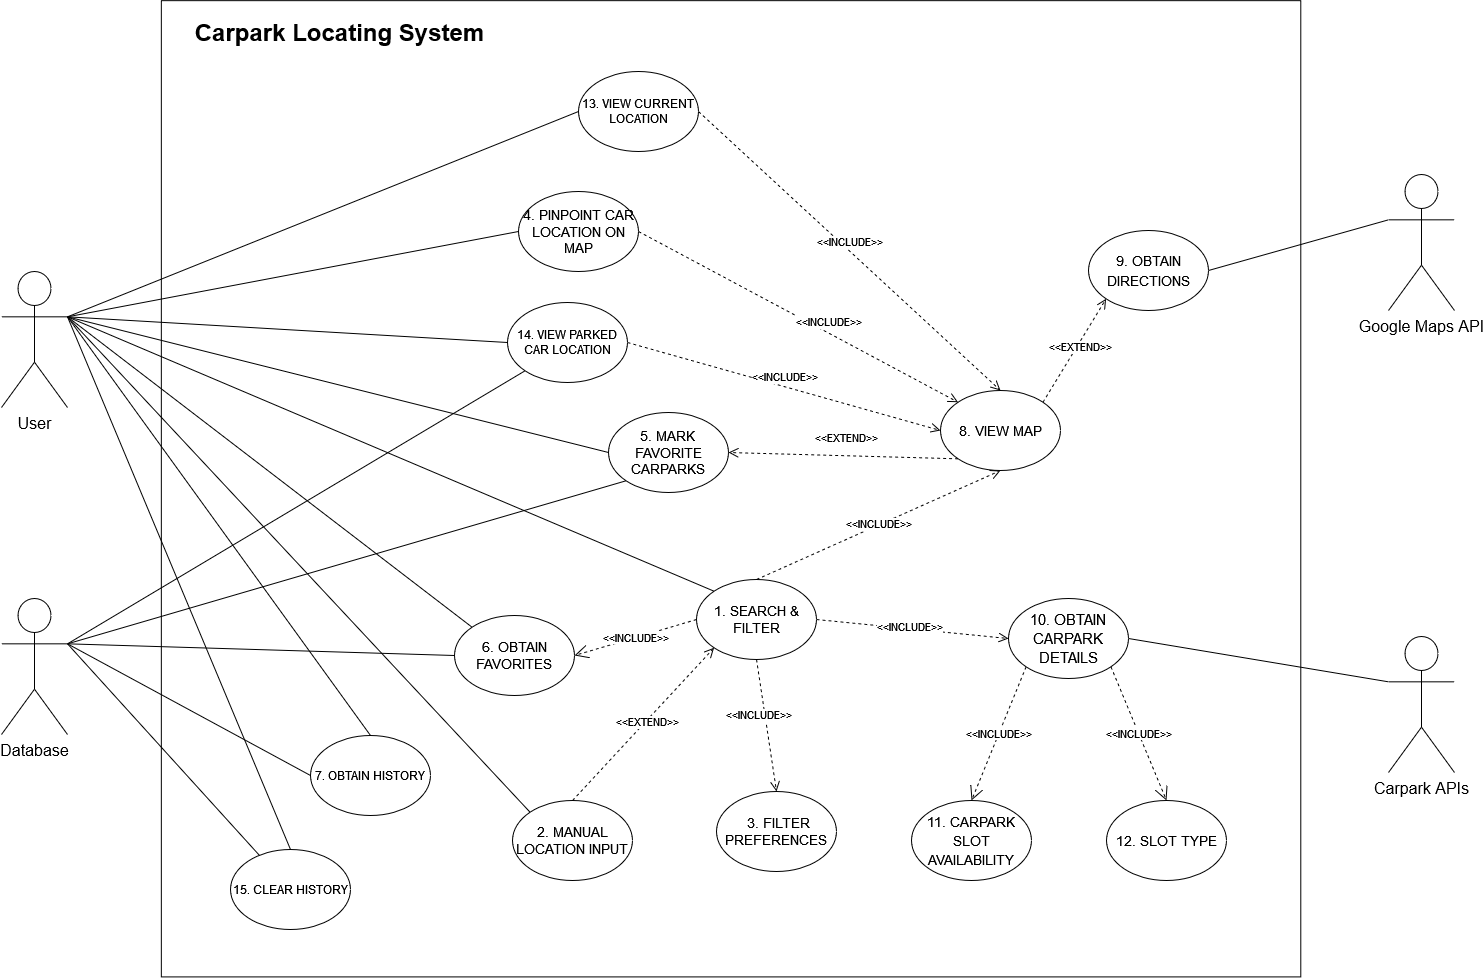 Carpark Locating System
13. VIEW CURRENT
LOCATION
4. PINPOINT CAR
LOCATION ON
MAP
<<INCLUDE>>
9. OBTAIN
DIRECTIONS
Google Maps API
User
14. VIEW PARKED
CAR LOCATION
<<INCLUDE>>
<<EXTEND>>
<<INCLUDE>>
8. VIEW MAP
5. MARK
FAVORITE
CARPARKS
<<EXTEND>>
<<INCLUDE>>
1. SEARCH &
FILTER
10. OBTAIN
CARPARK
DETAILS
<<INCLUDE>>
<<INCLUDE>>
6. OBTAIN
FAVORITES
Database
<<EXTEND>>
<<INCLUDE>>
<<INCLUDE>>
<<INCLUDE>>
Carpark APIs
7. OBTAIN HISTORY
2. MANUAL
LOCATION INPUT
3. FILTER
PREFERENCES
11. CARPARK
SLOT
AVAILABILITY
12. SLOT TYPE
15. CLEAR HISTORY